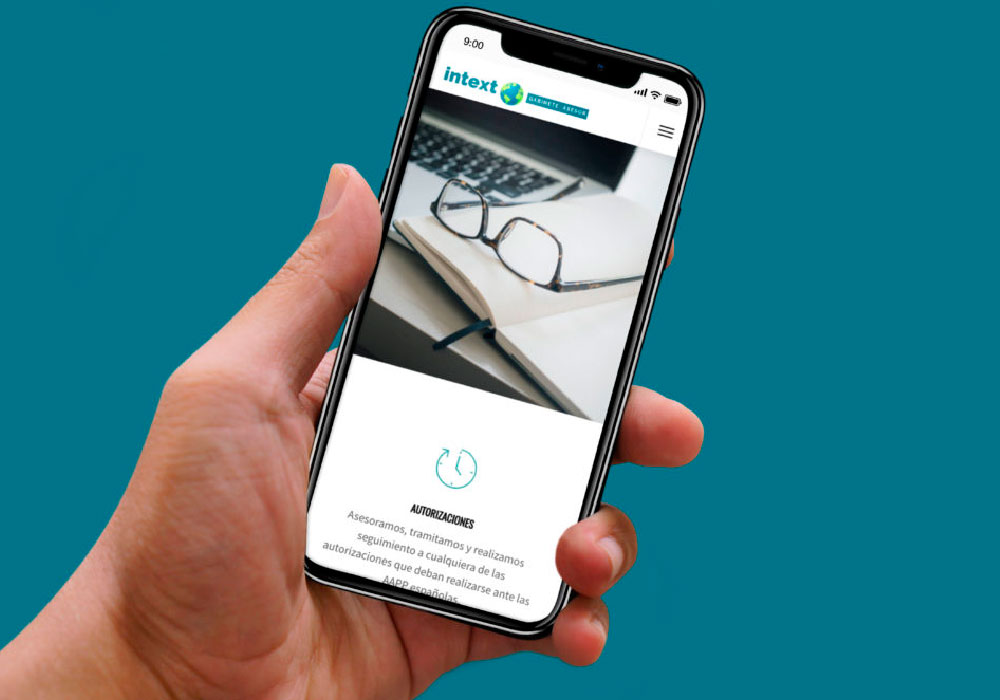 9:00
intext
GABINETE ASESOR
AUTORIZACIONES
Asesoramos, tramitamos y realizamos
seguimiento a cualquiera de las
autorizaciones que deban realizarse ante las
AAPP españolas